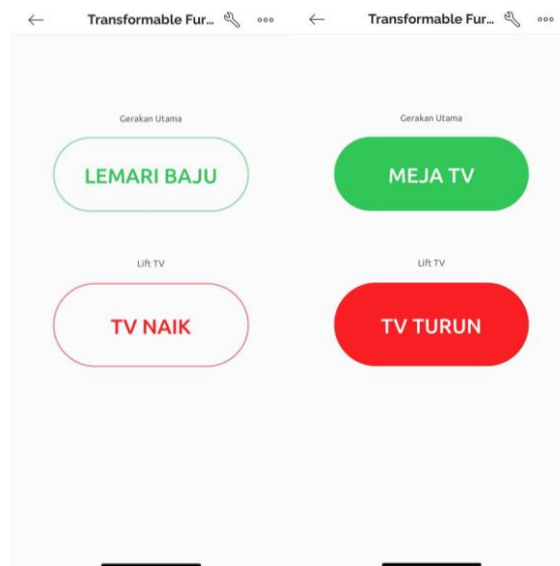 Transformable Fur...
Gerakan Utama
LEMARI BAJU
Lift TV
TV NAIK
Transformable Fur...
Gerakan Utama
MEJA TV
Lift TV
TV TURUN